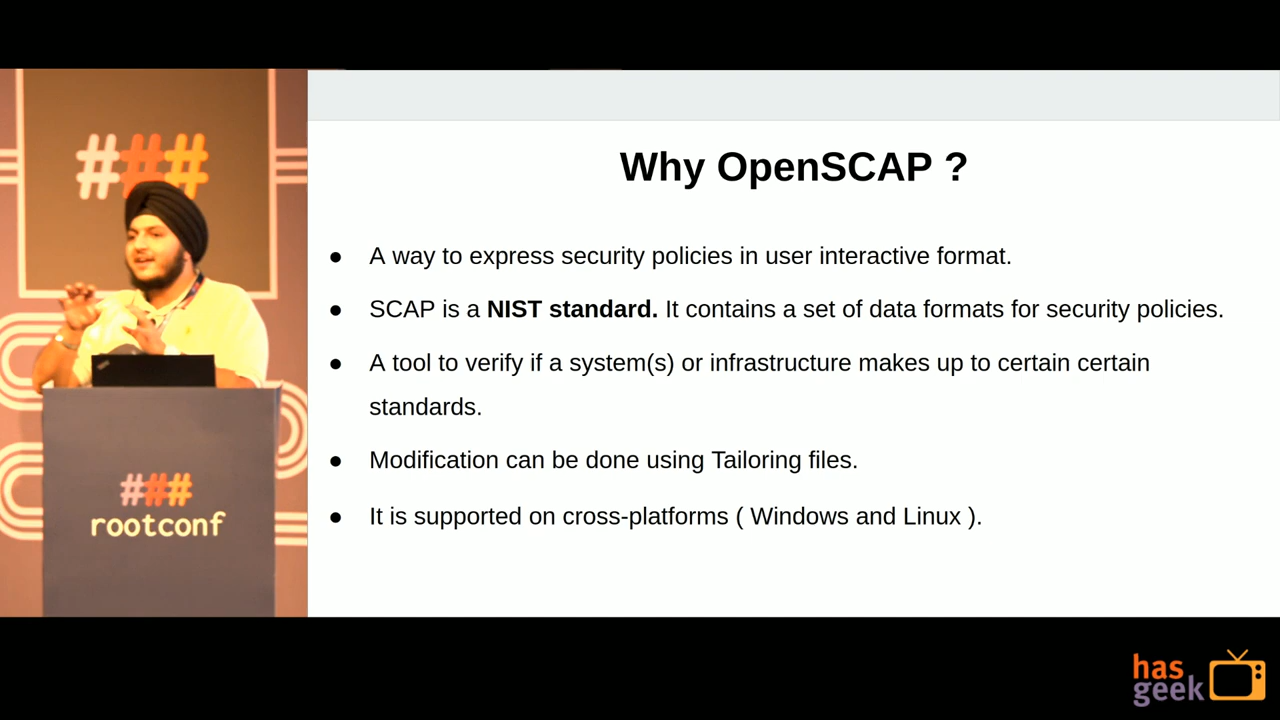 ###
Why OpenSCAP ?
● A way to express security policies in user interactive format.
● SCAP is a NIST standard. It contains a set of data formats for security policies.
● A tool to verify if a system(s) or infrastructure makes up to certain certain
standards.
● Modification can be done using Tailoring files.
● It is supported on cross-platforms ( Windows and Linux ).
###
rootconf
has
geek